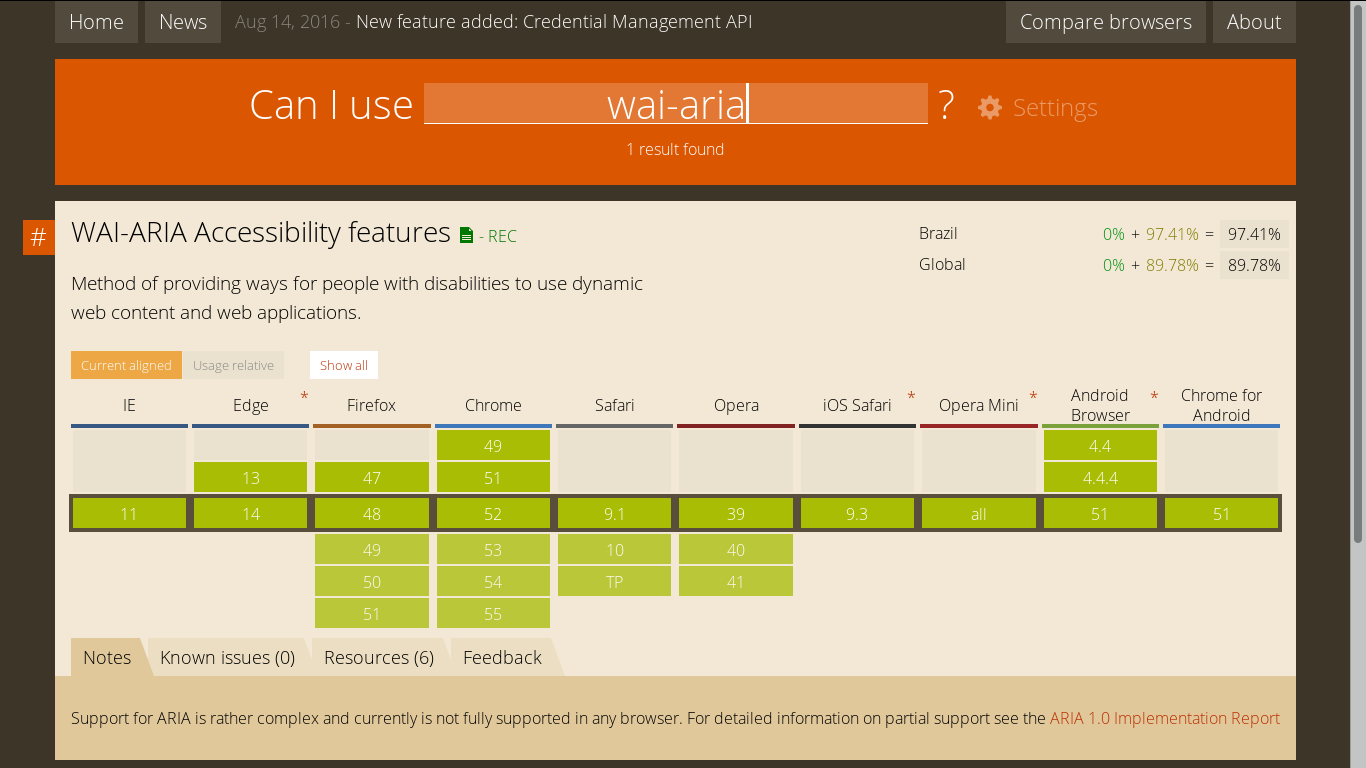 Home News Aug 14, 2016 - New feature added: Credential Management API Compare browsers About
Can I use wai-aria ? Settings
1 result found
# WAI-ARIA Accessibility features - REC
Method of providing ways for people with disabilities to use dynamic
web content and web applications.
Brazil 0% + 97.41% = 97.41%
Global 0% + 89.78% = 89.78%
Current aligned Usage relative Show all
IE Edge * Firefox Chrome Safari Opera iOS Safari * Opera Mini * Android Browser * Chrome for Android
49 4.4
13 47 51 4.4.4
11 14 48 52 9.1 39 9.3 all 51 51
49 53 10 40
50 54 TP 41
51 55
Notes Known issues (0) Resources (6) Feedback
Support for ARIA is rather complex and currently is not fully supported in any browser. For detailed information on partial support see the ARIA 1.0 Implementation Report